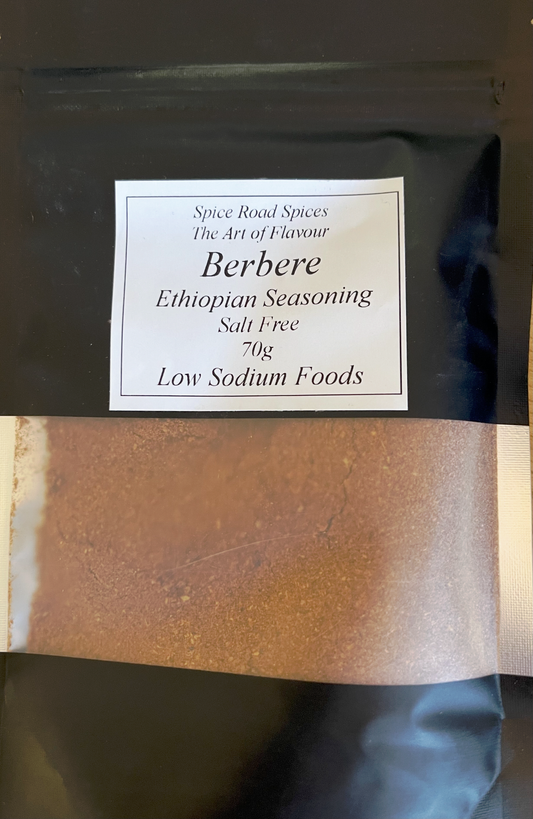 Spice Road Spices
The Art of Flavour
Berbere
Ethiopian Seasoning
Salt Free
70g
Low Sodium Foods